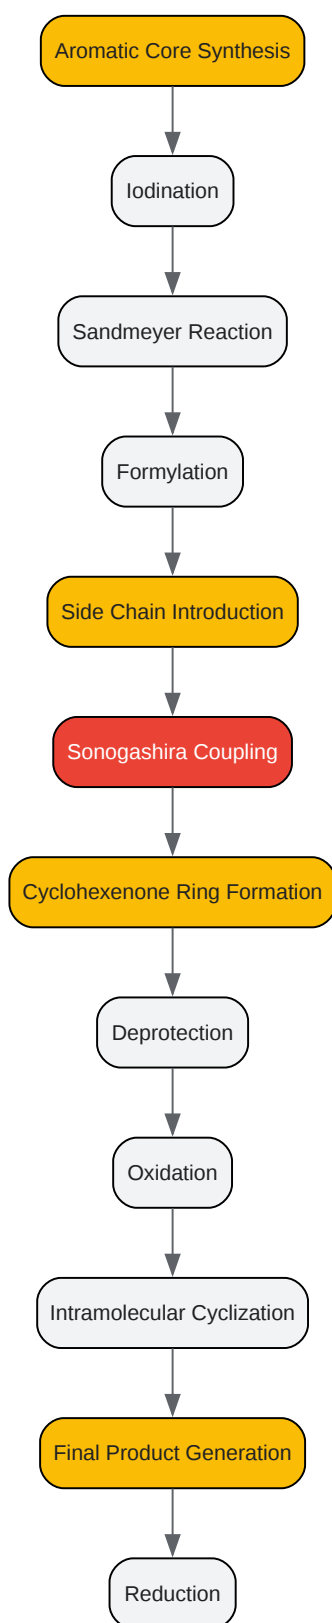 Aromatic Core Synthesis
Iodination
Sandmeyer Reaction
Formylation
Side Chain Introduction
Sonogashira Coupling
Cyclohexenone Ring Formation
Deprotection
Oxidation
Intramolecular Cyclization
Final Product Generation
Reduction